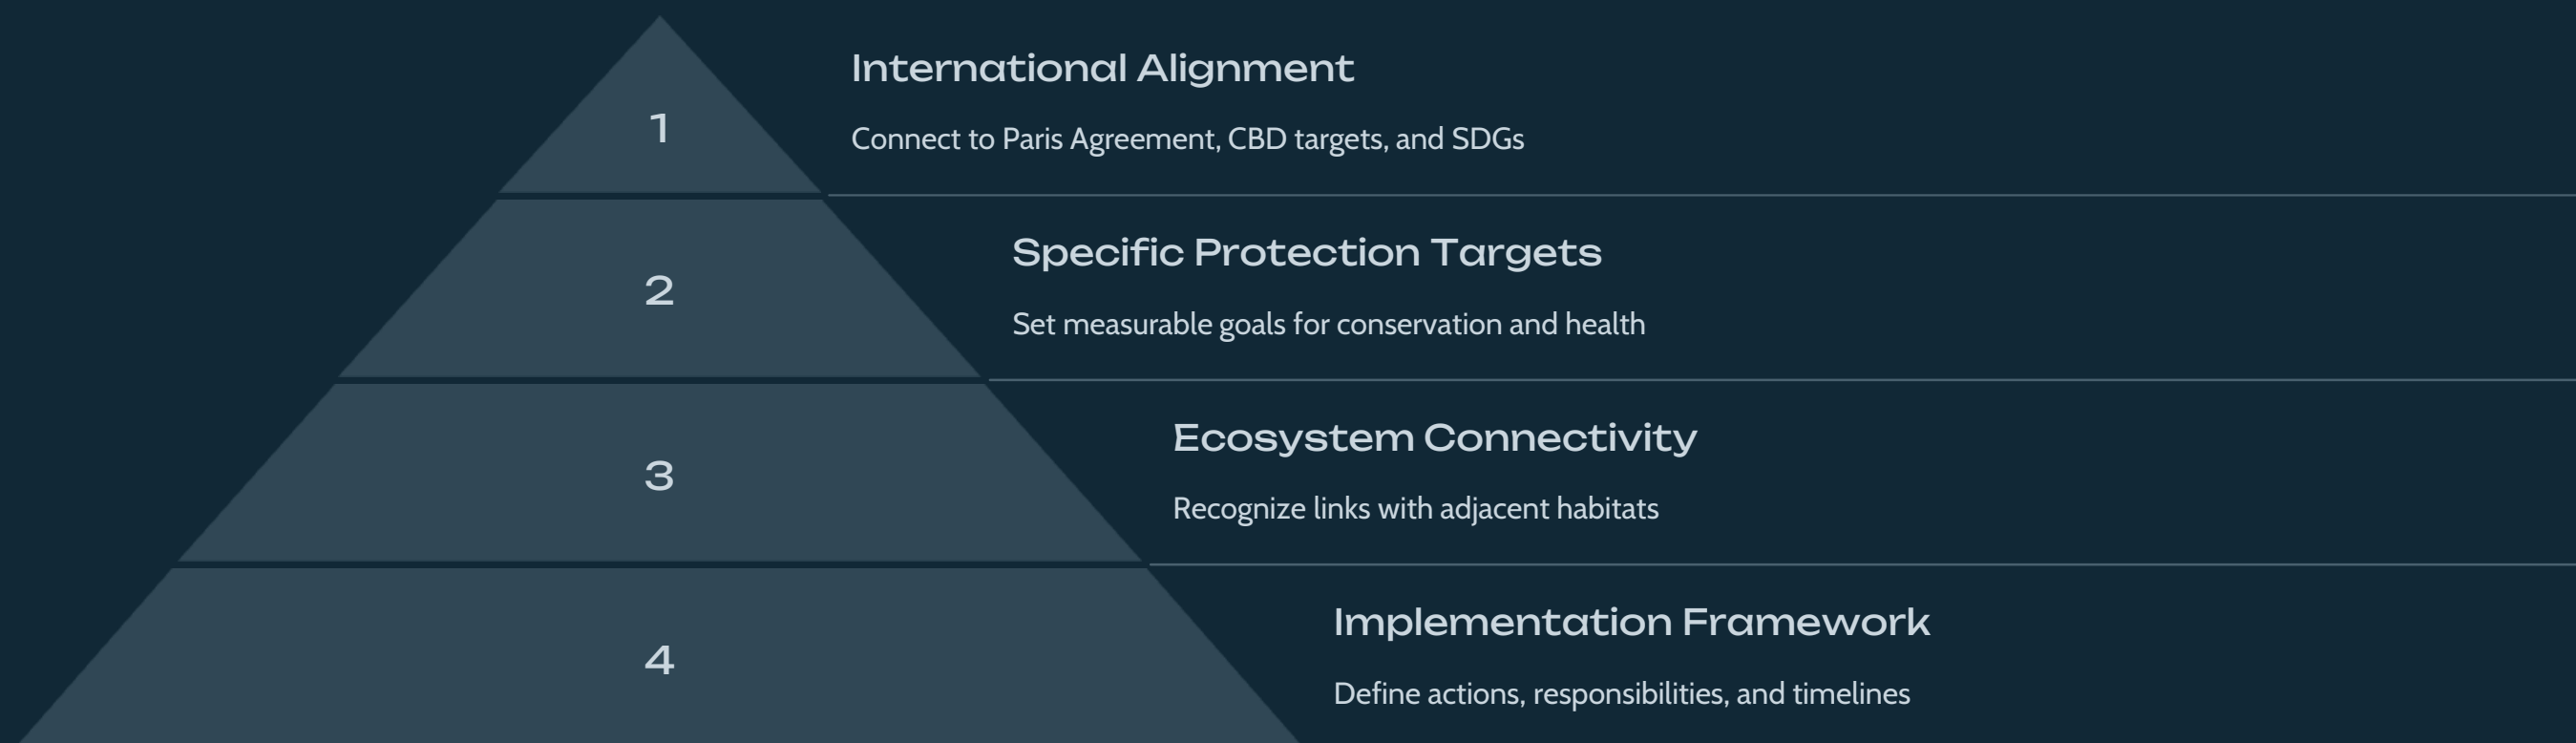 1
International Alignment
Connect to Paris Agreement, CBD targets, and SDGs
2
Specific Protection Targets
Set measurable goals for conservation and health
3
Ecosystem Connectivity
Recognize links with adjacent habitats
4
Implementation Framework
Define actions, responsibilities, and timelines